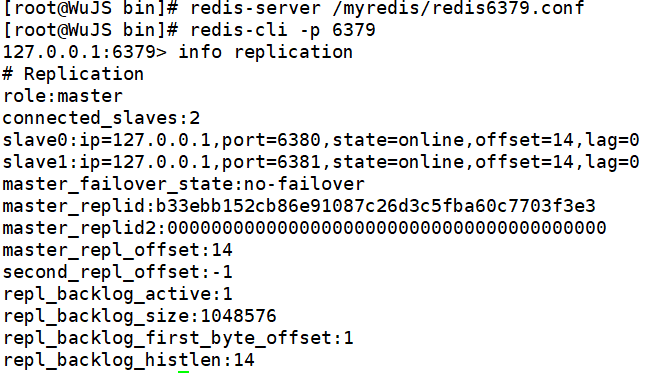 [root@WuJS bin]# redis-server /myredis/redis6379.conf
[root@WuJS bin]# redis-cli -p 6379
127.0.0.1:6379> info replication
# Replication
role:master
connected_slaves:2
slave0:ip=127.0.0.1,port=6380,state=online,offset=14,lag=0
slave1:ip=127.0.0.1,port=6381,state=online,offset=14,lag=0
master_failover_state:no-failover
master_replid:b33ebb152cb86e91087c26d3c5fba60c7703f3e3
master_replid2:0000000000000000000000000000000000000000
master_repl_offset:14
second_repl_offset:-1
repl_backlog_active:1
repl_backlog_size:1048576
repl_backlog_first_byte_offset:1
repl_backlog_histlen:14